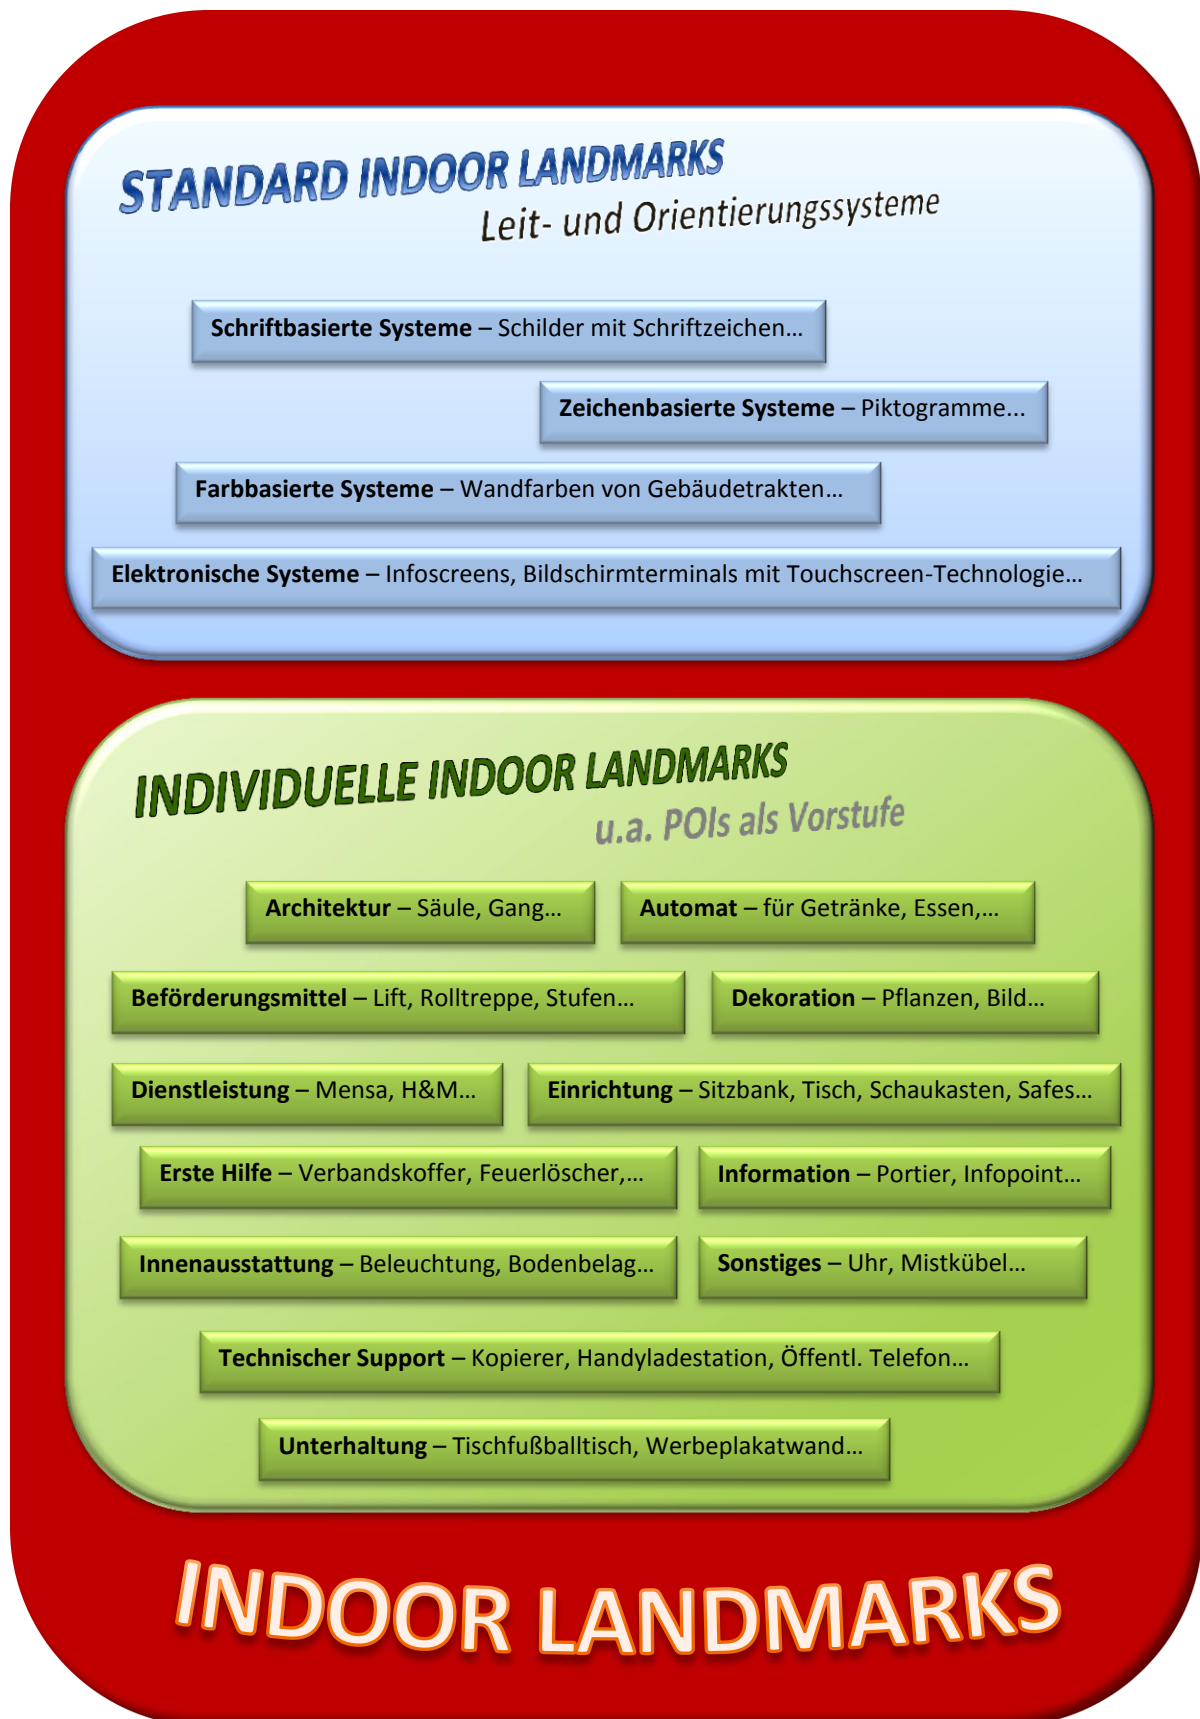 STANDARD INDOOR LANDMARKS
Leit- und Orientierungssysteme
Schriftbasierte Systeme – Schilder mit Schriftzeichen…
Zeichenbasierte Systeme – Piktogramme...
Farbbasierte Systeme – Wandfarben von Gebäudetrakten…
Elektronische Systeme – Infoscreens, Bildschirmterminals mit Touchscreen-Technologie…
INDIVIDUELLE INDOOR LANDMARKS
u.a. POIs als Vorstufe
Architektur – Säule, Gang…
Automat – für Getränke, Essen,…
Beförderungsmittel – Lift, Rolltreppe, Stufen…
Dekoration – Pflanzen, Bild…
Dienstleistung – Mensa, H&M…
Einrichtung – Sitzbank, Tisch, Schaukasten, Safes…
Erste Hilfe – Verbandskoffer, Feuerlöscher,…
Information – Portier, Infopoint…
Innenausstattung – Beleuchtung, Bodenbelag…
Sonstiges – Uhr, Mistkübel…
Technischer Support – Kopierer, Handyladestation, Öffentl. Telefon…
Unterhaltung – Tischfußballtisch, Werbeplakatwand…
INDOOR LANDMARKS